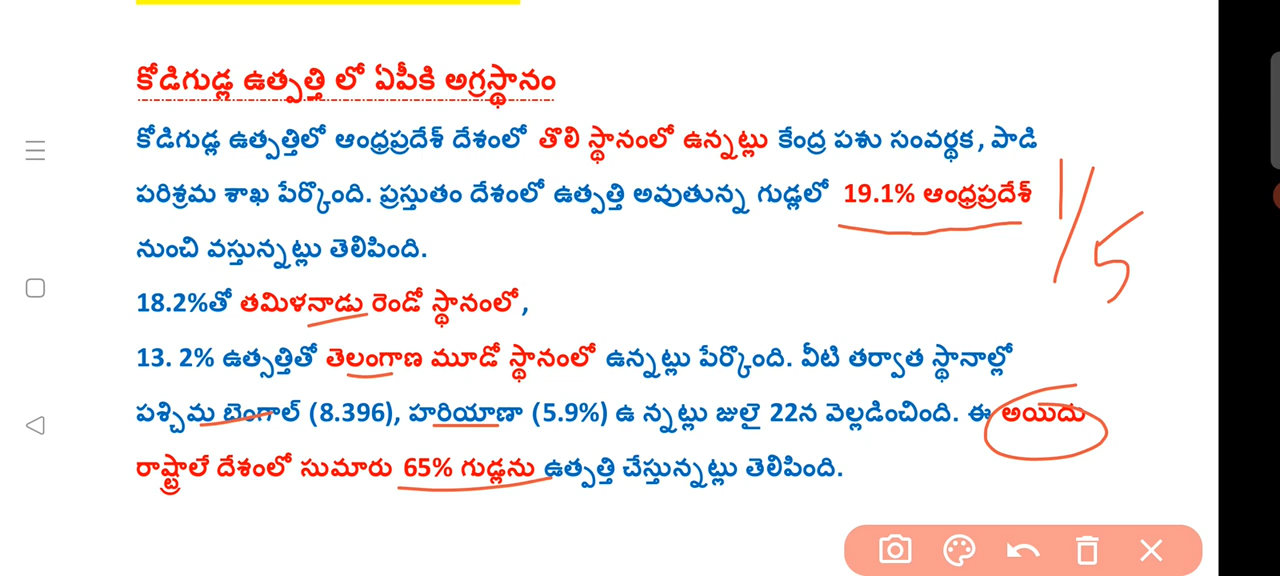 కోడిగుడ్ల ఉత్పత్తి లో ఏపీకి అగ్రస్థానం
కోడిగుడ్ల ఉత్పత్తిలో ఆంధ్రప్రదేశ్ దేశంలో తొలి స్థానంలో ఉన్నట్లు కేంద్ర పశు సంవర్థక, పాడి
పరిశ్రమ శాఖ పేర్కొంది. ప్రస్తుతం దేశంలో ఉత్పత్తి అవుతున్న గుడ్లలో 19.1% ఆంధ్రప్రదేశ్
నుంచి వస్తున్నట్లు తెలిపింది.
1/5
18.2%తో తమిళనాడు రెండో స్థానంలో,
13. 2% ఉత్సత్తితో తెలంగాణ మూడో స్థానంలో ఉన్నట్లు పేర్కొంది. వీటి తర్వాత స్థానాల్లో
పశ్చిమ బెంగాల్ (8.396), హరియాణా (5.9%) ఉ న్నట్లు జులై 22న వెల్లడించింది. ఈ అయిదు
రాష్ట్రాలే దేశంలో సుమారు 65% గుడ్లను ఉత్పత్తి చేస్తున్నట్లు తెలిపింది.